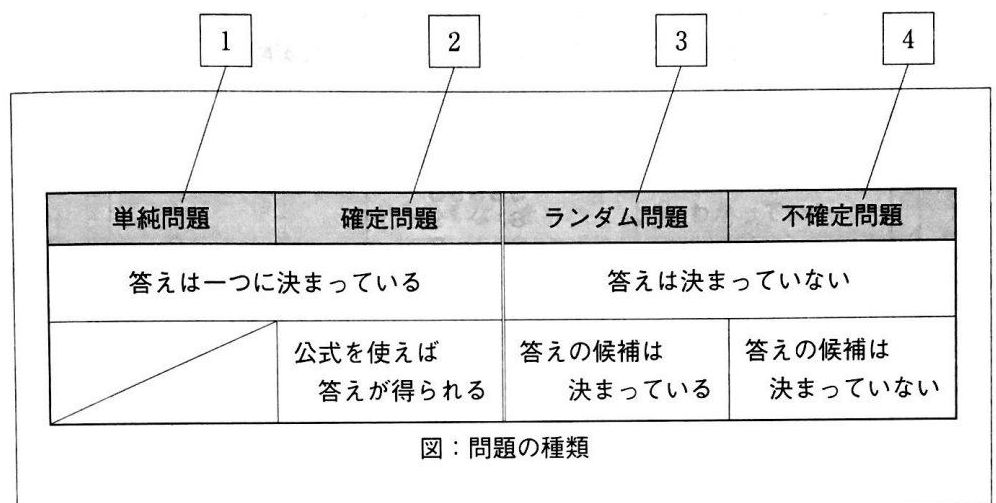 1
2
3
4
単純問題
確定問題
ランダム問題
不確定問題
答えは一つに決まっている
答えは決まっていない
公式を使えば
答えが得られる
答えの候補は
決まっている
答えの候補は
決まっていない
図：問題の種類